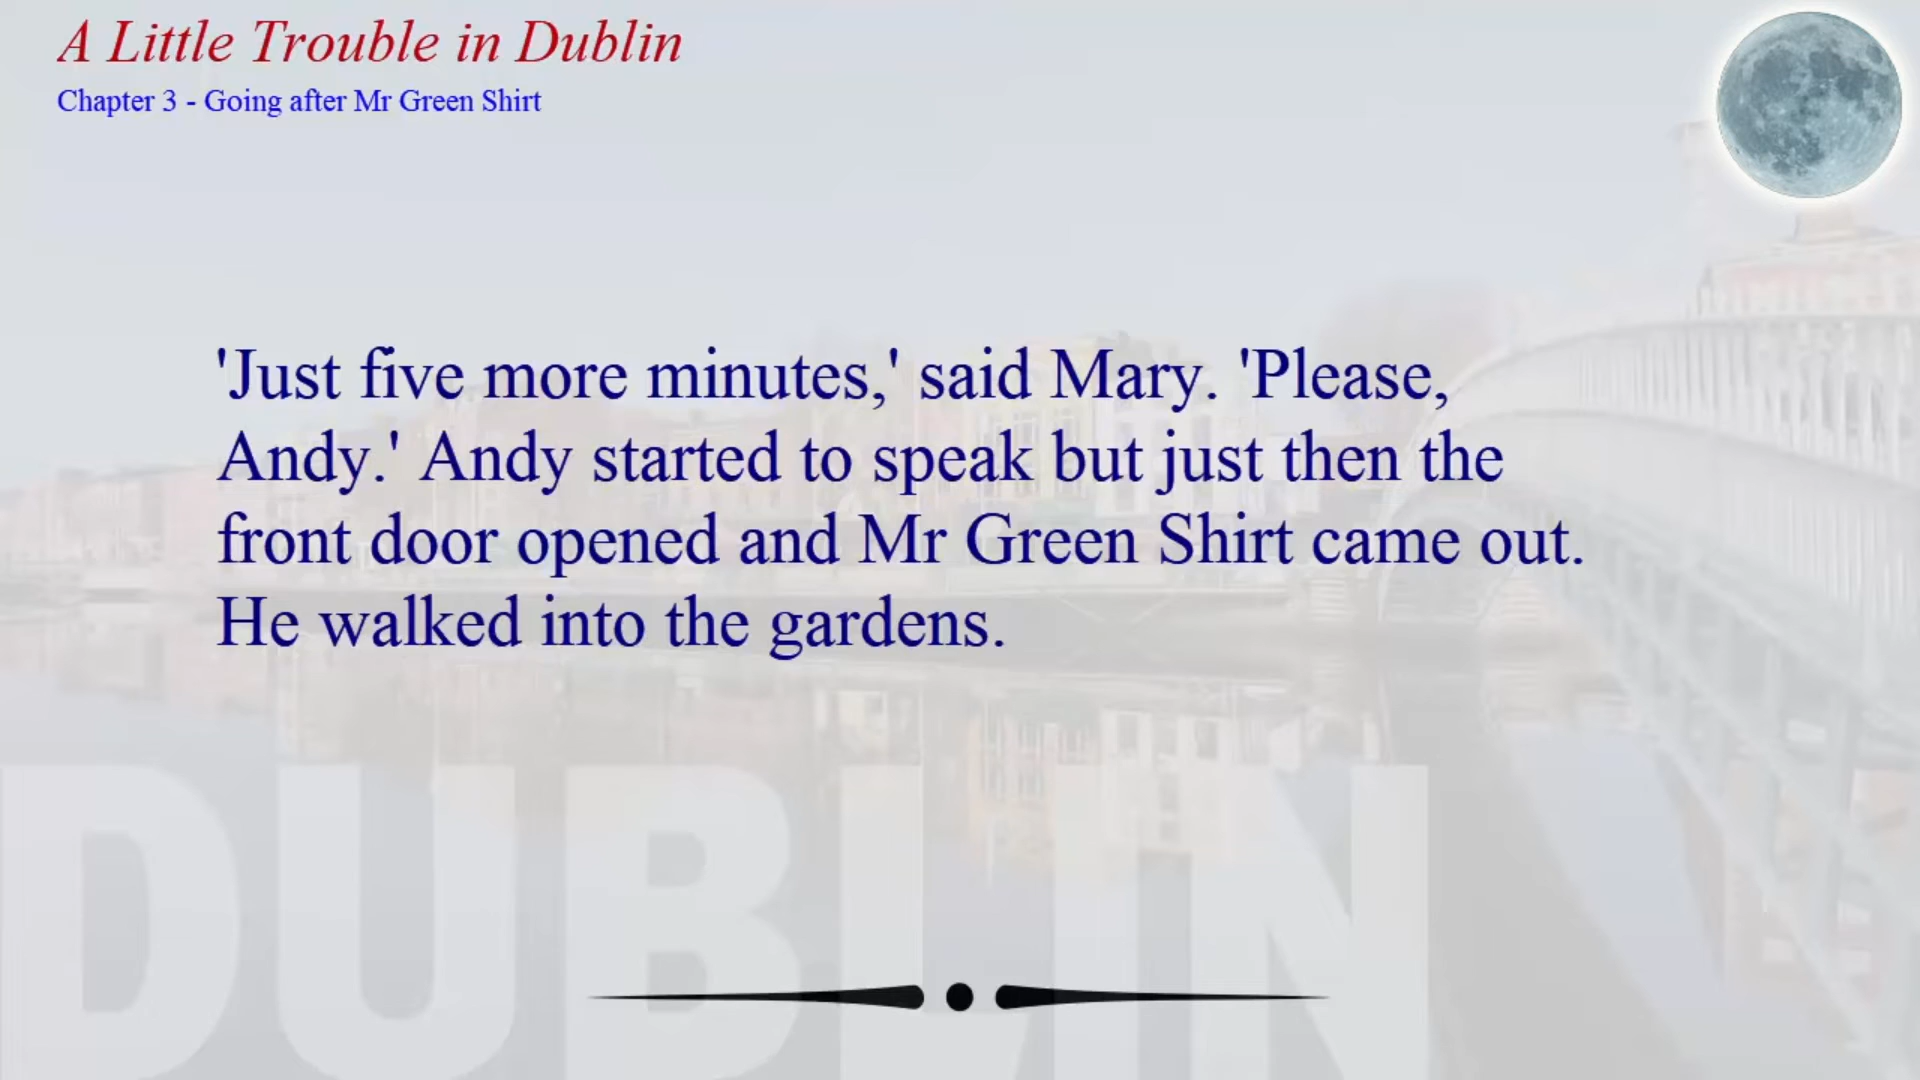 A Little Trouble in Dublin
Chapter 3 - Going after Mr Green Shirt
'Just five more minutes,' said Mary. 'Please,
Andy.' Andy started to speak but just then the
front door opened and Mr Green Shirt came out.
He walked into the gardens.
DUBLIN